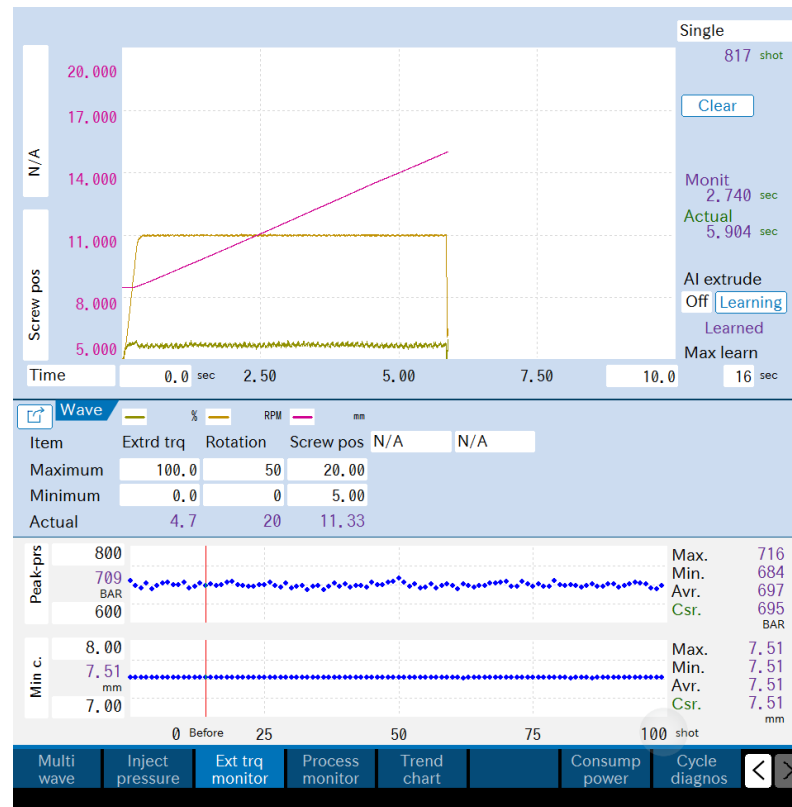 Single
817 shot
20.000
17.000
Clear
N/A
14.000
Monit
2.740 sec
Actual
5.904 sec
11.000
Screw pos
8.000
AI extrude
Off Learning
Learned
5.000
Max learn
Time 0.0 sec 2.50 5.00 7.50 10.0 16 sec
Wave % RPM mm
Item Extrd trq Rotation Screw pos N/A N/A
Maximum 100.0 50 20.00
Minimum 0.0 0 5.00
Actual 4.7 20 11.33
Peak-prs
800
709
BAR
600
Max. 716
Min. 684
Avr. 697
Csr. 695
BAR
Min c.
8.00
7.51
mm
7.00
Max. 7.51
Min. 7.51
Avr. 7.51
Csr. 7.51
mm
0 Before 25 50 75 100 shot
Multi wave
Inject pressure
Ext trq monitor
Process monitor
Trend chart
Consump power
Cycle diagnos